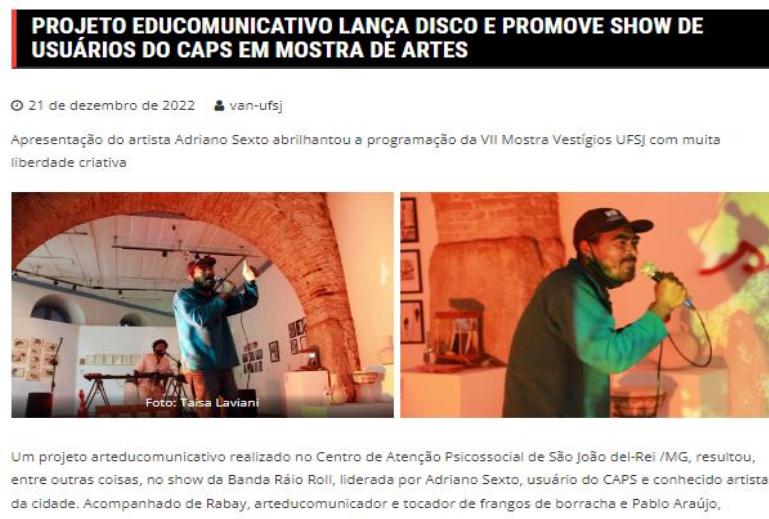 PROJETO EDUCOMUNICATIVO LANÇA DISCO E PROMOVE SHOW DE
USUÁRIOS DO CAPS EM MOSTRA DE ARTES
21 de dezembro de 2022 van-ufsj
Apresentação do artista Adriano Sexto abrilhantou a programação da VII Mostra Vestígios UFSJ com muita
liberdade criativa
Foto: Taisa Laviani
Um projeto arteducomunicativo realizado no Centro de Atenção Psicossocial de São João del-Rei /MG, resultou,
entre outras coisas, no show da Banda Ráio Roll, liderada por Adriano Sexto, usuário do CAPS e conhecido artista
da cidade. Acompanhado de Rabay, arteducomunicador e tocador de frangos de borracha e Pablo Araújo,